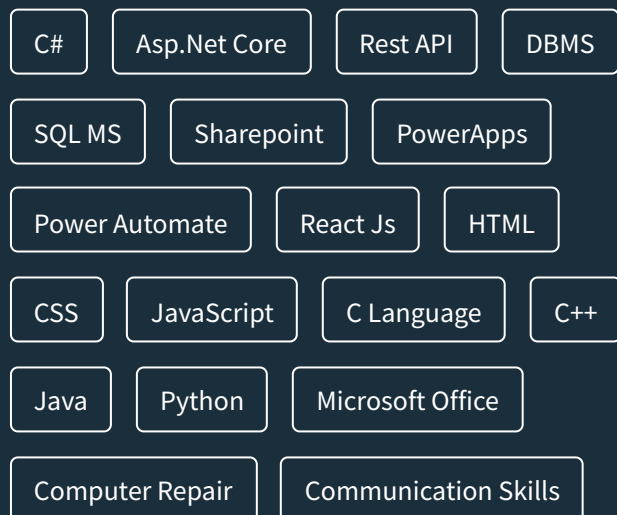 C# Asp.Net Core Rest API DBMS
SQL MS Sharepoint PowerApps
Power Automate React Js HTML
CSS JavaScript C Language C++
Java Python Microsoft Office
Computer Repair Communication Skills